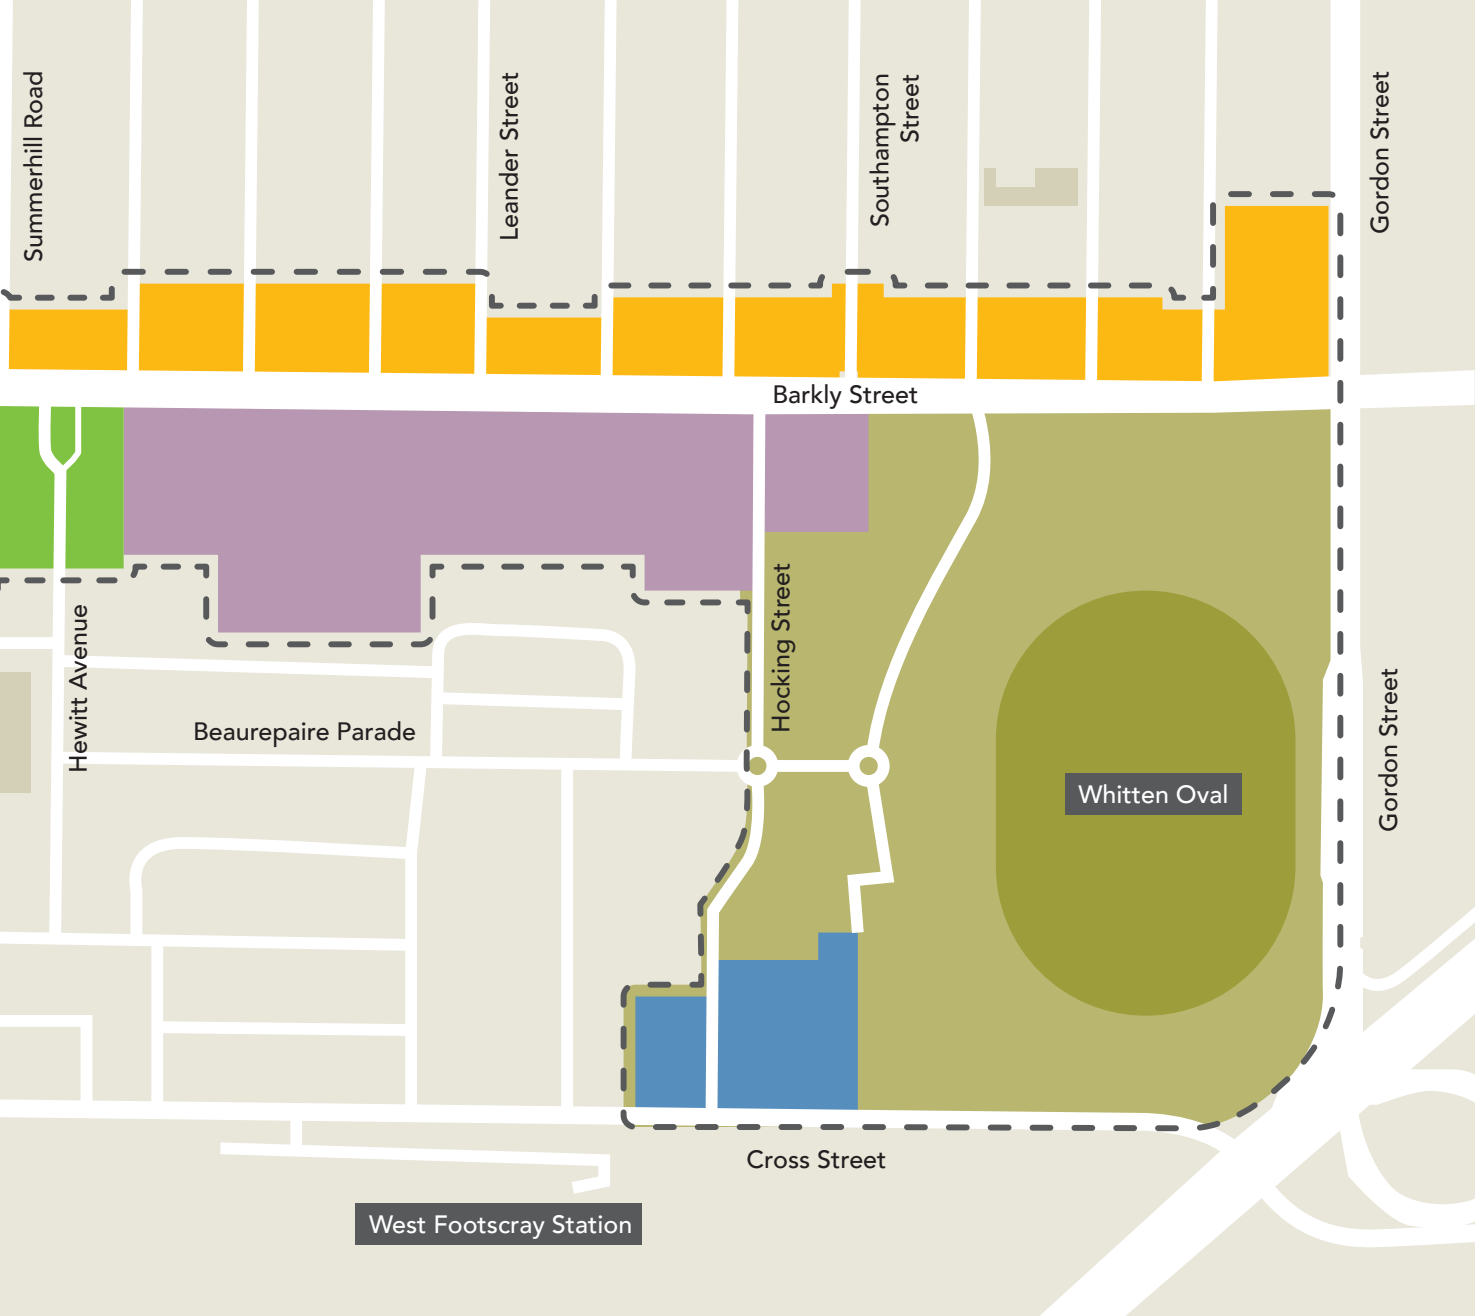 Summerhill Road
Leander Street
Southampton
Street
Gordon Street
Barkly Street
Hewitt Avenue
Hocking Street
Beaurepaire Parade
Whitten Oval
Gordon Street
Cross Street
West Footscray Station